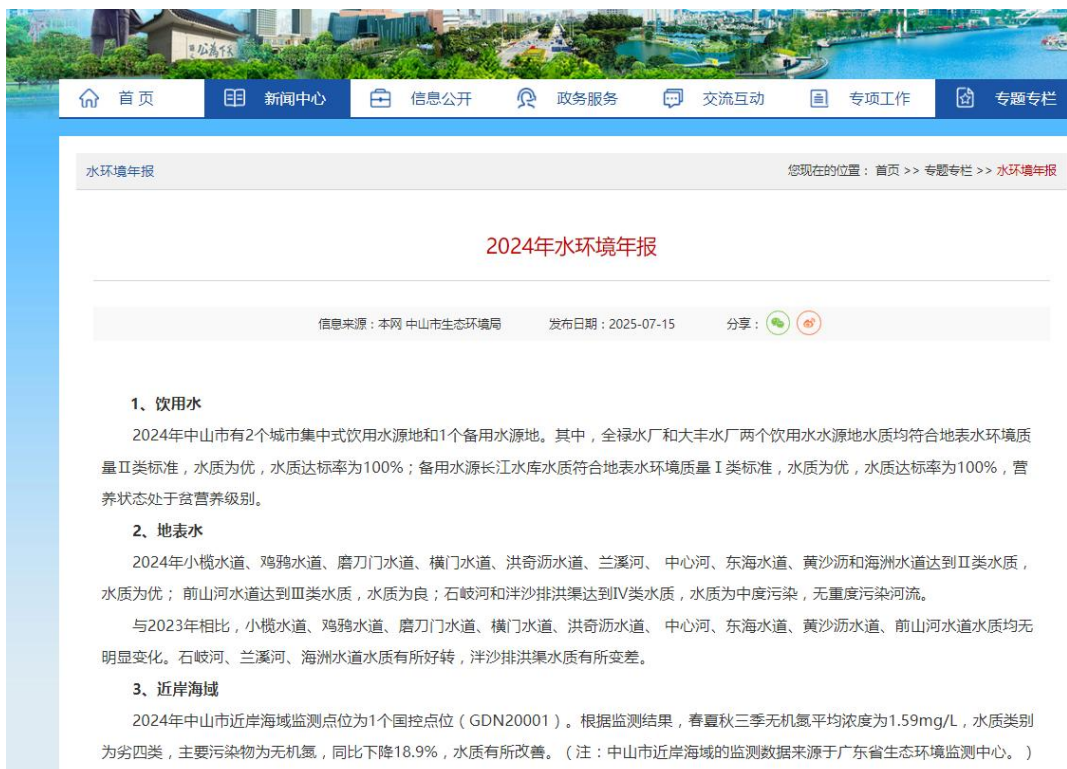 天下为公
首页 新闻中心 信息公开 政务服务 交流互动 专项工作 专题专栏
水环境年报 您现在的位置：首页 >> 专题专栏 >> 水环境年报
2024年水环境年报
信息来源：本网 中山市生态环境局 发布日期：2025-07-15 分享：
1、饮用水
2024年中山市有2个城市集中式饮用水源地和1个备用水源地。其中，全禄水厂和大丰水厂两个饮用水水源地水质均符合地表水环境质
量Ⅱ类标准，水质为优，水质达标率为100%；备用水源长江水库水质符合地表水环境质量Ⅰ类标准，水质为优，水质达标率为100%，营
养状态处于贫营养级别。
2、地表水
2024年小榄水道、鸡鸦水道、磨刀门水道、横门水道、洪奇沥水道、兰溪河、 中心河、东海水道、黄沙沥和海洲水道达到Ⅱ类水质，
水质为优； 前山河水道达到Ⅲ类水质，水质为良；石岐河和泮沙排洪渠达到Ⅳ类水质，水质为中度污染，无重度污染河流。
与2023年相比，小榄水道、鸡鸦水道、磨刀门水道、横门水道、洪奇沥水道、 中心河、东海水道、黄沙沥水道、前山河水道水质均无
明显变化。石岐河、兰溪河、海洲水道水质有所好转，泮沙排洪渠水质有所变差。
3、近岸海域
2024年中山市近岸海域监测点位为1个国控点位（GDN20001）。根据监测结果，春夏秋三季无机氮平均浓度为1.59mg/L，水质类别
为劣四类，主要污染物为无机氮，同比下降18.9%，水质有所改善。（注：中山市近岸海域的监测数据来源于广东省生态环境监测中心。）